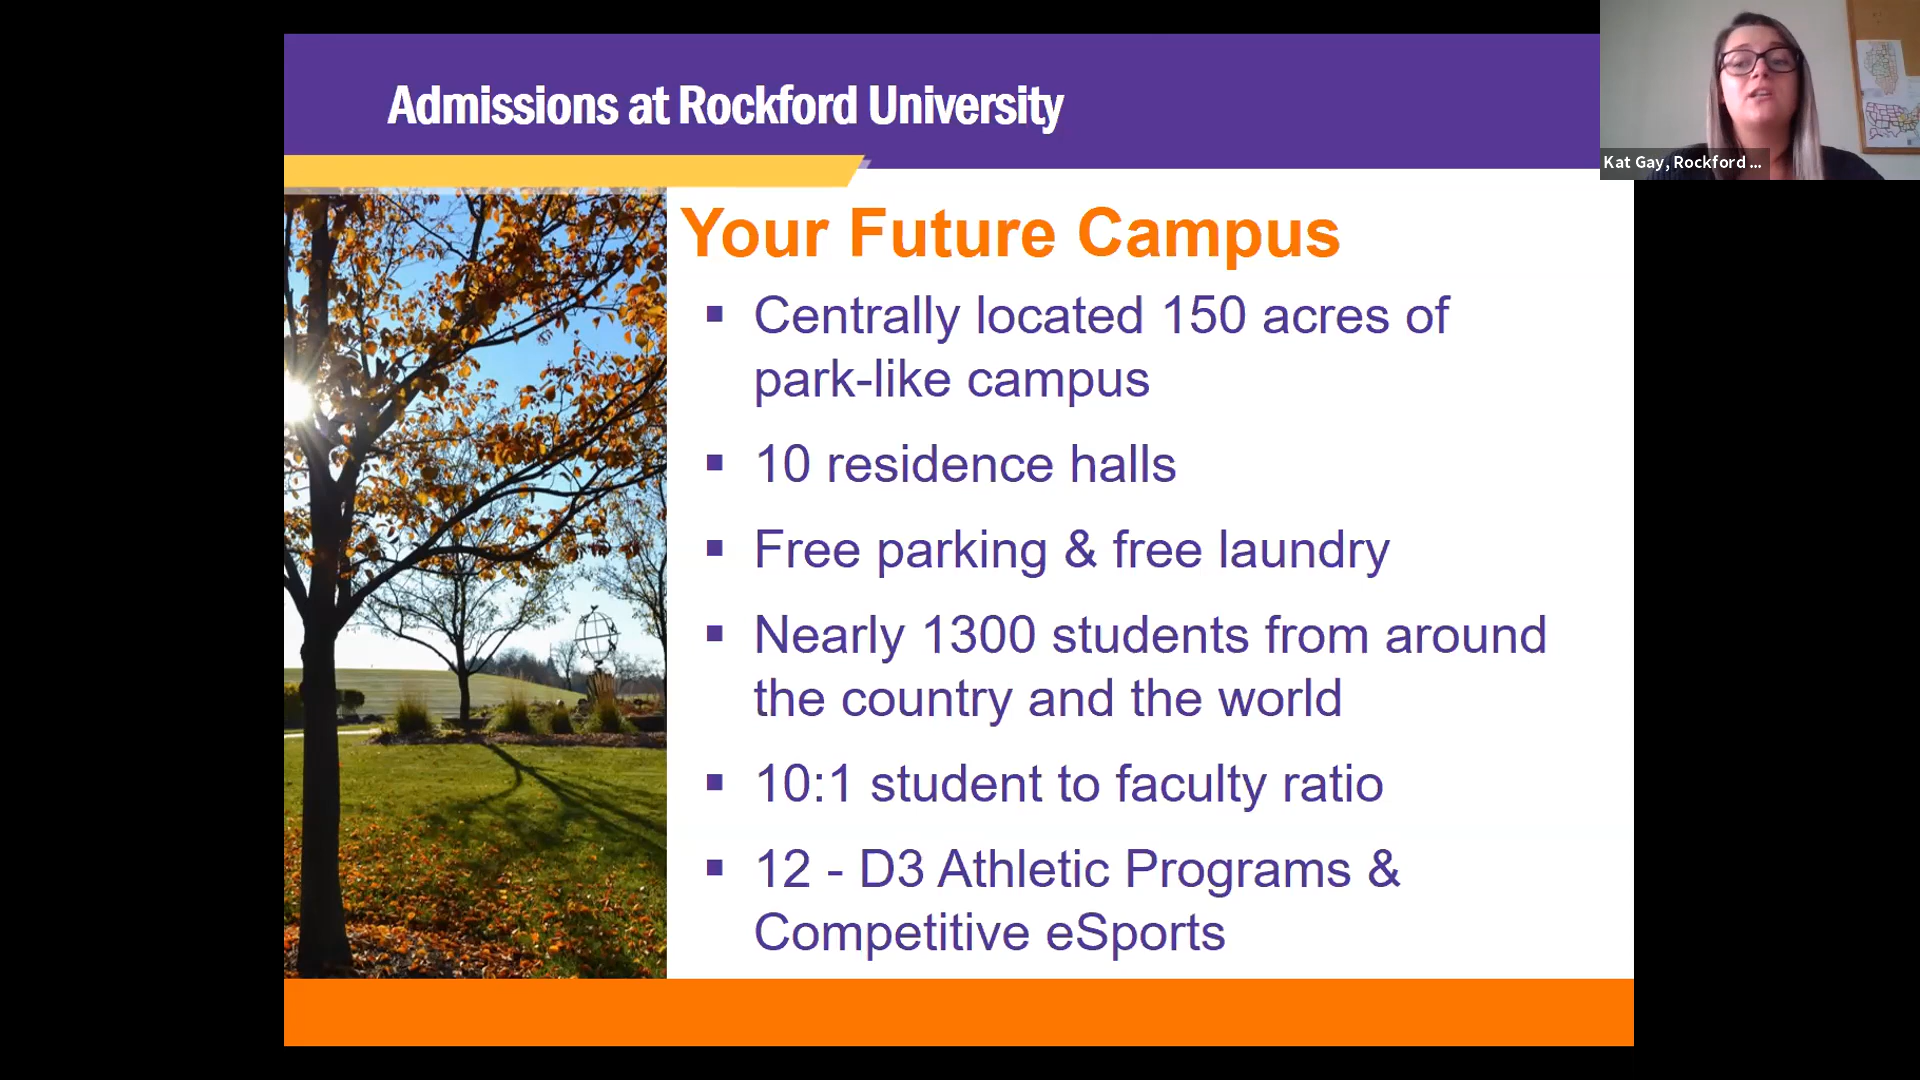 Admissions at Rockford University
Kat Gay, Rockford ...
Your Future Campus
▪ Centrally located 150 acres of
park-like campus
▪ 10 residence halls
▪ Free parking & free laundry
▪ Nearly 1300 students from around
the country and the world
▪ 10:1 student to faculty ratio
▪ 12 - D3 Athletic Programs &
Competitive eSports